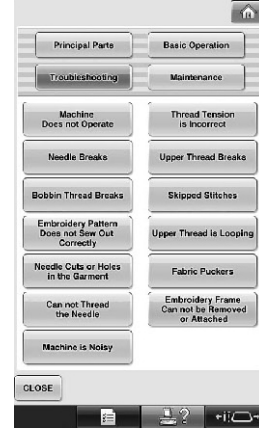 Principal Parts
Basic Operation
Troubleshooting
Maintenance
Machine
Does not Operate
Thread Tension
is Incorrect
Needle Breaks
Upper Thread Breaks
Bobbin Thread Breaks
Skipped Stitches
Embroidery Pattern
Does not Sew Out
Correctly
Upper Thread is Looping
Needle Cuts or Holes
in the Garment
Fabric Puckers
Can not Thread
the Needle
Embroidery Frame
Can not be Removed
or Attached
Machine is Noisy
CLOSE
?